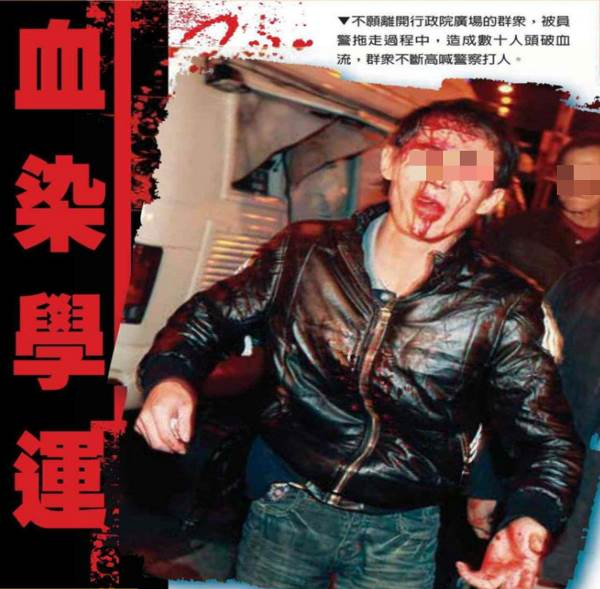 血染學運
▼不願離開行政院廣場的群眾，被員
警拖走過程中，造成數十人頭破血
流，群眾不斷高喊警察打人。